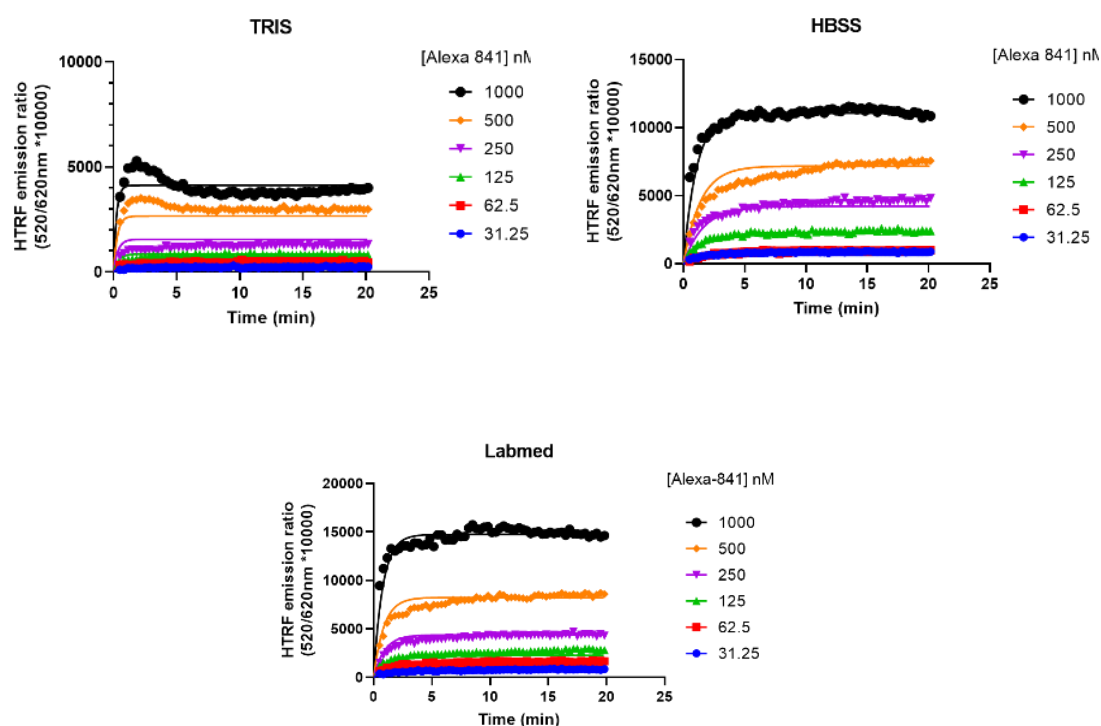 TRIS
[Alexa 841] nM
HTRF emission ratio
(520/620nm *10000)
10000
5000
0
0 5 10 15 20 25
Time (min)
1000
500
250
125
62.5
31.25
HBSS
[Alexa 841] nM
HTRF emission ratio
(520/620nm *10000)
15000
10000
5000
0
0 5 10 15 20 25
Time (min)
1000
500
250
125
62.5
31.25
Labmed
[Alexa-841] nM
HTRF emission ratio
(520/620nm *10000)
20000
15000
10000
5000
0
0 5 10 15 20 25
Time (min)
1000
500
250
125
62.5
31.25